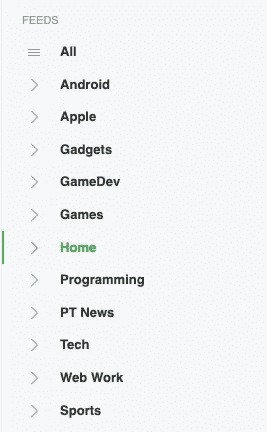 FEEDS
All
Android
Apple
Gadgets
GameDev
Games
Home
Programming
PT News
Tech
Web Work
Sports